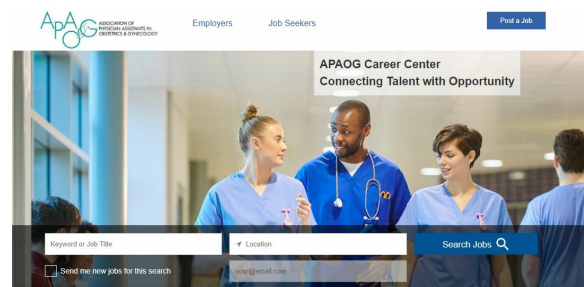 APAOG
ASSOCIATION OF
PHYSICIAN ASSISTANTS IN
OBSTETRICS & GYNECOLOGY
Employers
Job Seekers
Post a Job
APAOG Career Center
Connecting Talent with Opportunity
Keyword or Job Title
Location
Search Jobs
Send me new jobs for this search
your@email.com